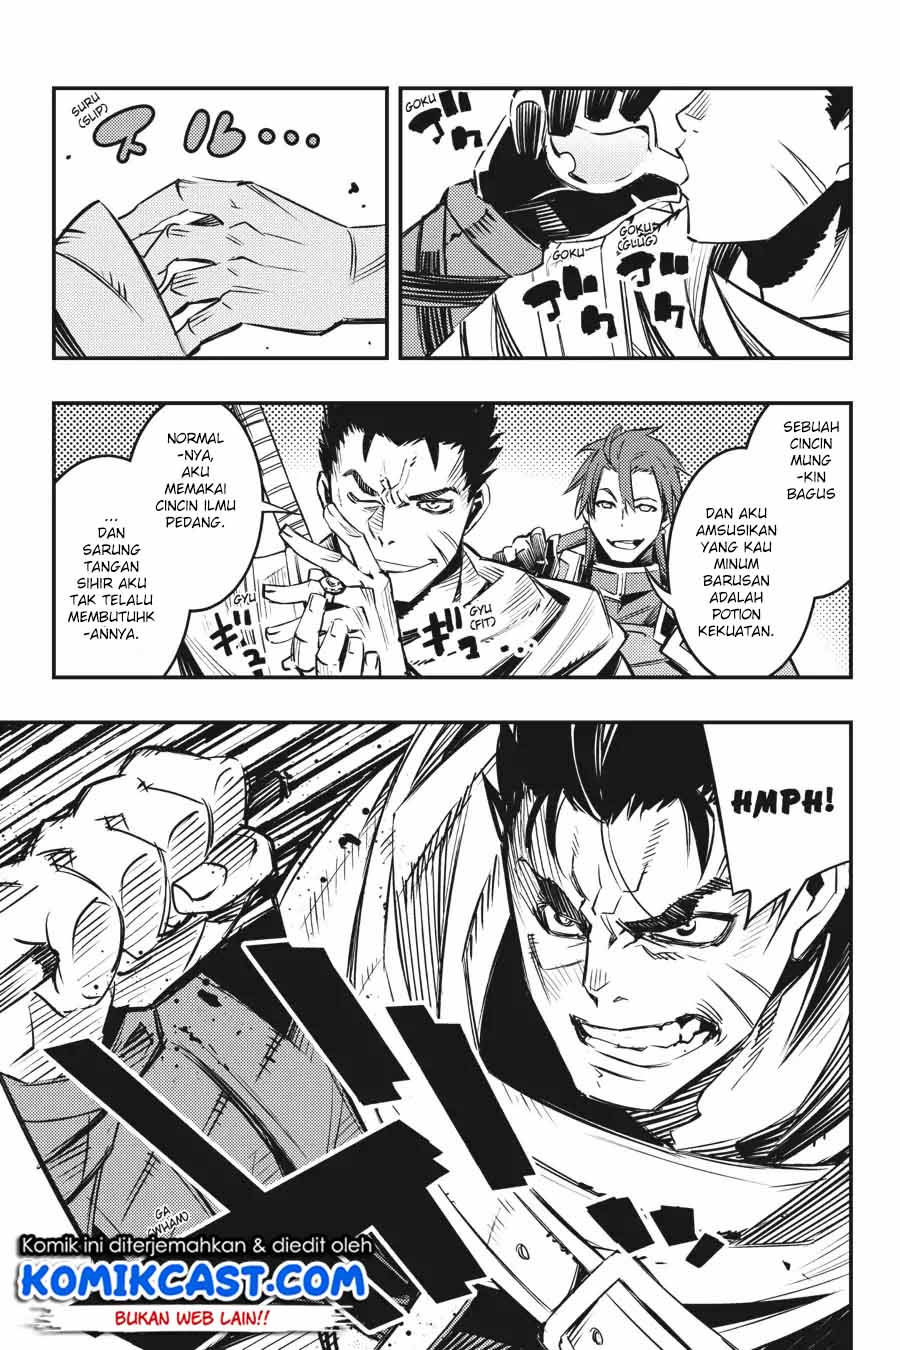 GOKU
ゴク
GOKU
ゴク
GOKU
(GLUG)
ゴク
SURU
(SLIP)
スル・・・
SEBUAH
CINCIN
MUNG
-KIN
BAGUS
DAN AKU
AMSUSIKAN
YANG KAU
MINUM
BARUSAN
ADALAH
POTION
KEKUATAN.
GYU
(FIT)
ギュ
GYU
ギュ
NORMAL
-NYA,
AKU
MEMAKAI
CINCIN ILMU
PEDANG.
...
DAN
SARUNG
TANGAN
SIHIR AKU
TAK TELALU
MEMBUTUHK
-ANNYA.
HMPH!
GA
(WHAM)
Komik ini diterjemahkan & diedit oleh
KOMIKCAST.COM
BUKAN WEB LAIN!!